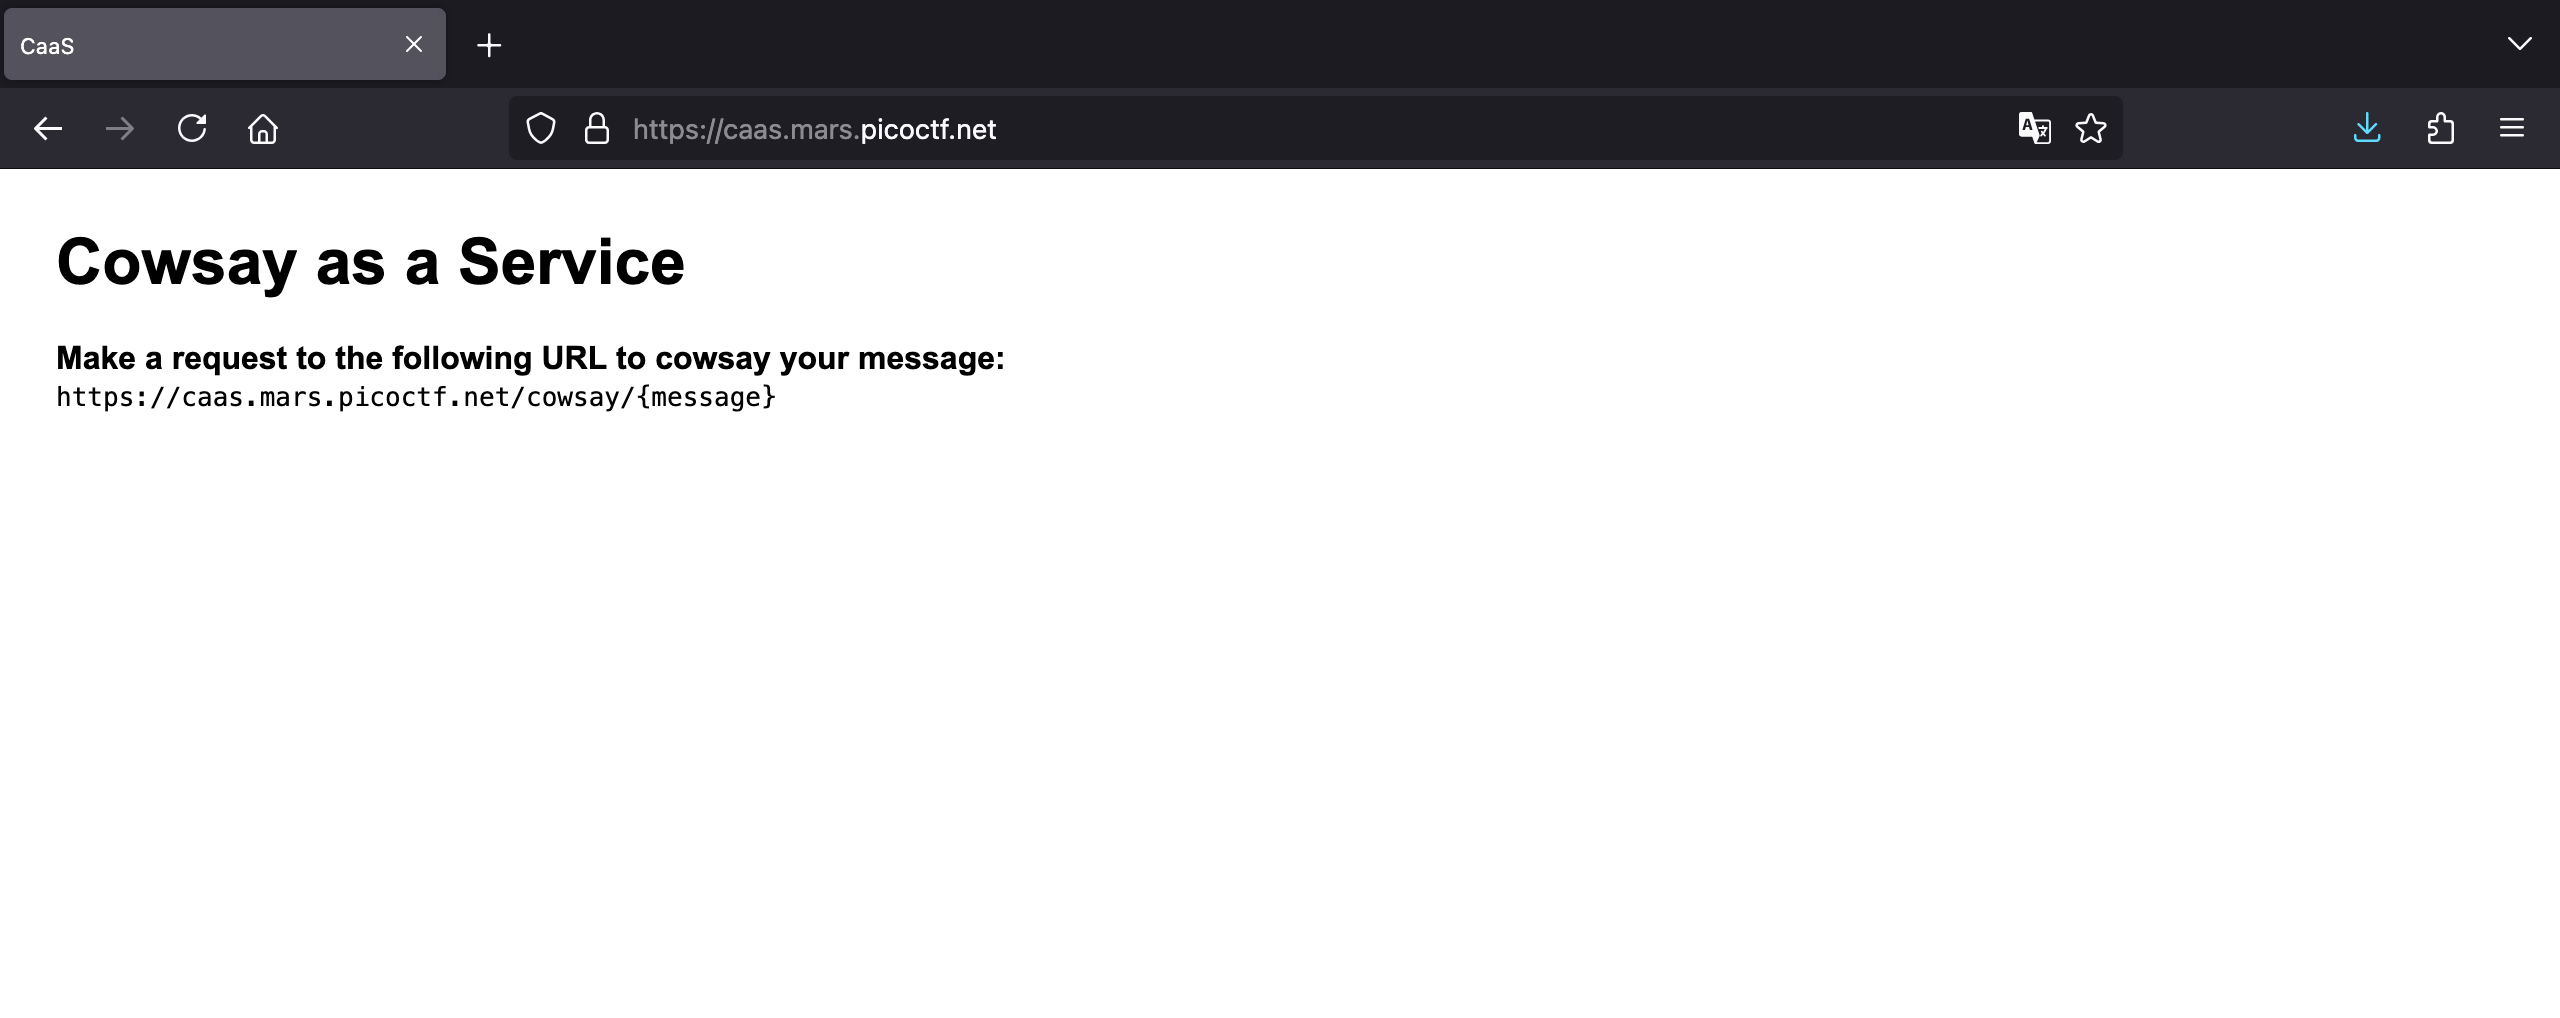 CaaS
https://caas.mars.picoctf.net
Cowsay as a Service
Make a request to the following URL to cowsay your message:
https://caas.mars.picoctf.net/cowsay/{message}